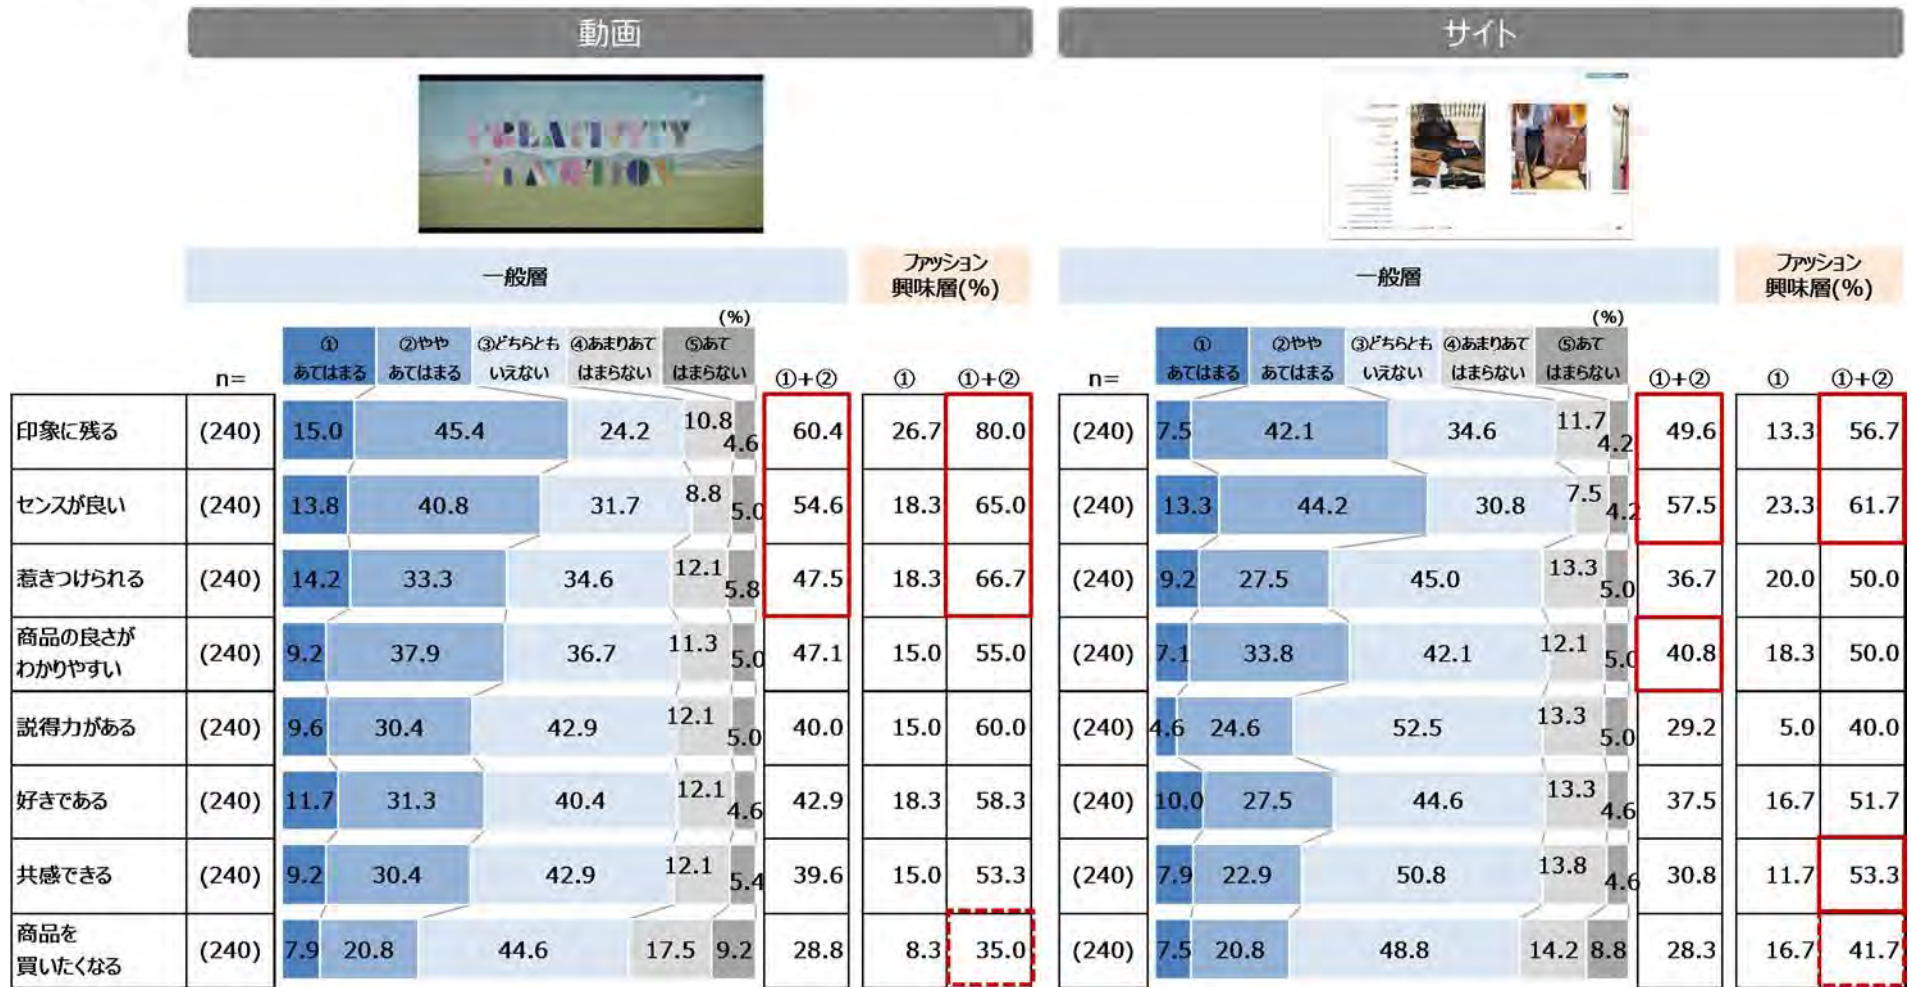 動画
サイト
CREATIVITY
一般層
ファッション
興味層(%)
一般層
ファッション
興味層(%)
(%)
(%)
n= ①あてはまる ②ややあてはまる ③どちらともいえない ④あまりあてはまらない ⑤あてはまらない ①+② ① ①+② n= ①あてはまる ②ややあてはまる ③どちらともいえない ④あまりあてはまらない ⑤あてはまらない ①+② ① ①+②
印象に残る (240) 15.0 45.4 24.2 10.8 4.6 60.4 26.7 80.0 (240) 7.5 42.1 34.6 11.7 4.2 49.6 13.3 56.7
センスが良い (240) 13.8 40.8 31.7 8.8 5.0 54.6 18.3 65.0 (240) 13.3 44.2 30.8 7.5 4.2 57.5 23.3 61.7
惹きつけられる (240) 14.2 33.3 34.6 12.1 5.8 47.5 18.3 66.7 (240) 9.2 27.5 45.0 13.3 5.0 36.7 20.0 50.0
商品の良さが
わかりやすい (240) 9.2 37.9 36.7 11.3 5.0 47.1 15.0 55.0 (240) 7.1 33.8 42.1 12.1 5.0 40.8 18.3 50.0
説得力がある (240) 9.6 30.4 42.9 12.1 5.0 40.0 15.0 60.0 (240) 4.6 24.6 52.5 13.3 5.0 29.2 5.0 40.0
好きである (240) 11.7 31.3 40.4 12.1 4.6 42.9 18.3 58.3 (240) 10.0 27.5 44.6 13.3 4.6 37.5 16.7 51.7
共感できる (240) 9.2 30.4 42.9 12.1 5.4 39.6 15.0 53.3 (240) 7.9 22.9 50.8 13.8 4.6 30.8 11.7 53.3
商品を
買いたくなる (240) 7.9 20.8 44.6 17.5 9.2 28.8 8.3 35.0 (240) 7.5 20.8 48.8 14.2 8.8 28.3 16.7 41.7